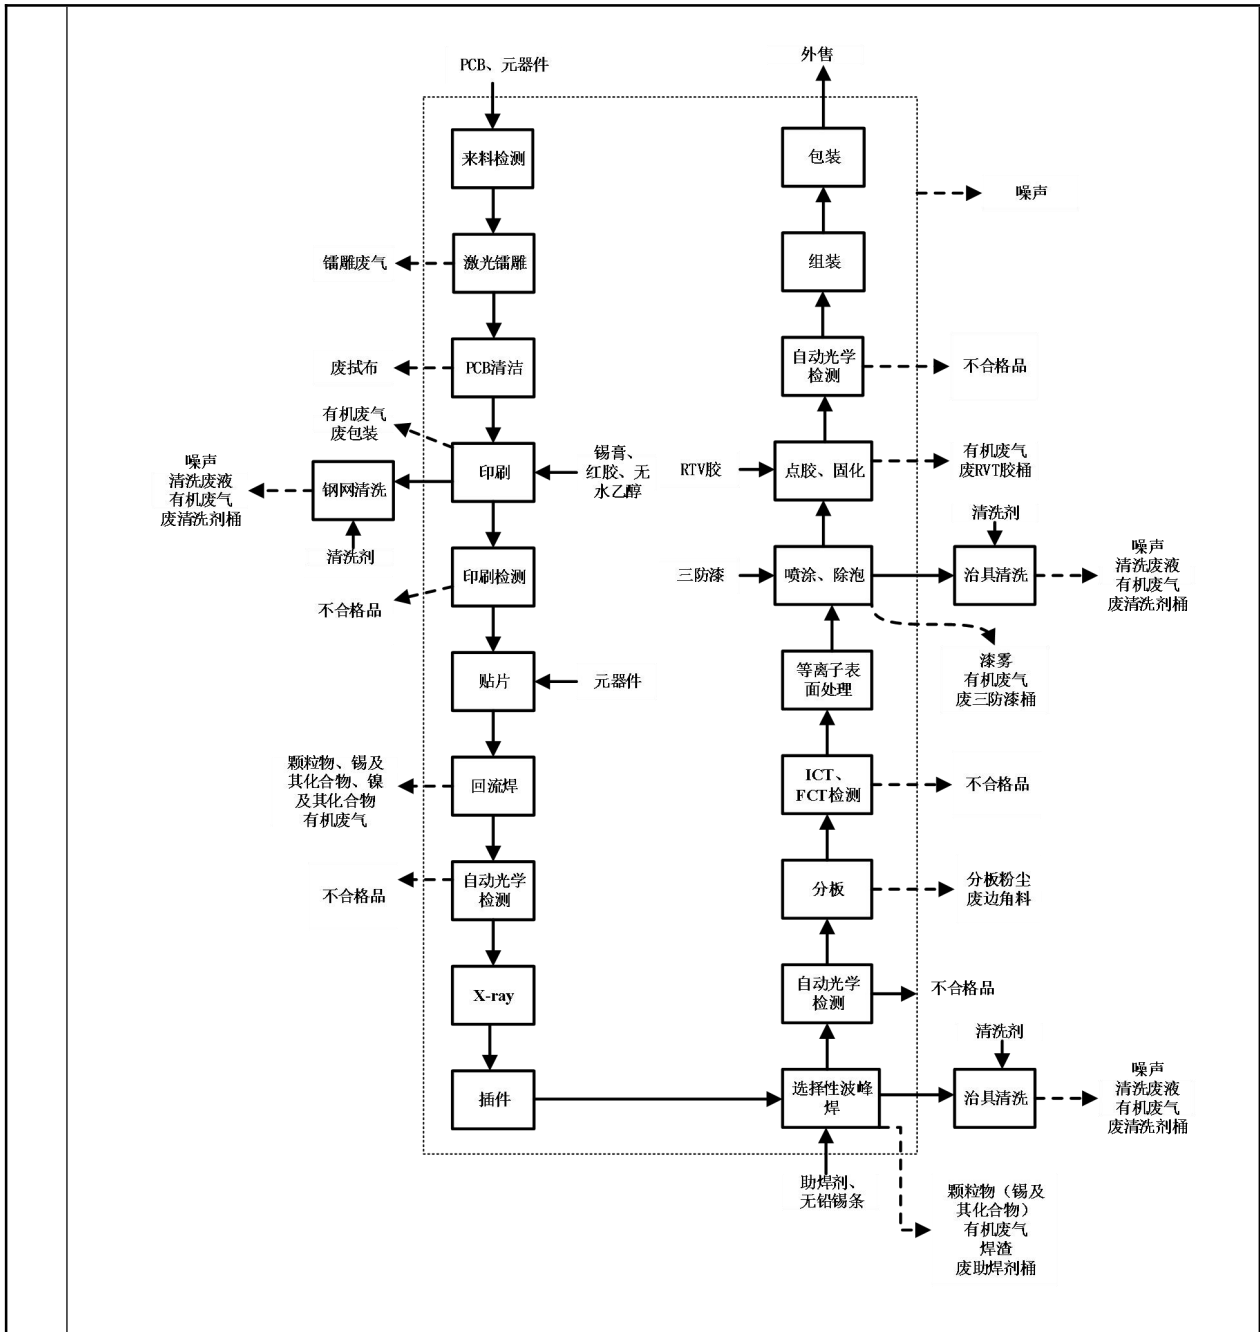 PCB、元器件
来料检测
镭雕废气
激光镭雕
废拭布
PCB清洁
有机废气
废包装
印刷
锡膏、
红胶、无
水乙醇
噪声
清洗废液
有机废气
废清洗剂桶
钢网清洗
清洗剂
印刷检测
不合格品
贴片
元器件
颗粒物、锡及
其化合物、镍
及其化合物
有机废气
回流焊
自动光学
检测
不合格品
X-ray
插件
外售
包装
噪声
组装
自动光学
检测
不合格品
RTV胶
点胶、固化
有机废气
废RVT胶桶
三防漆
喷涂、除泡
清洗剂
治具清洗
噪声
清洗废液
有机废气
废清洗剂桶
漆雾
有机废气
废三防漆桶
等离子表
面处理
ICT、
FCT检测
不合格品
分板
分板粉尘
废边角料
自动光学
检测
不合格品
清洗剂
选择性波峰
焊
治具清洗
噪声
清洗废液
有机废气
废清洗剂桶
助焊剂、
无铅锡条
颗粒物（锡及
其化合物）
有机废气
焊渣
废助焊剂桶